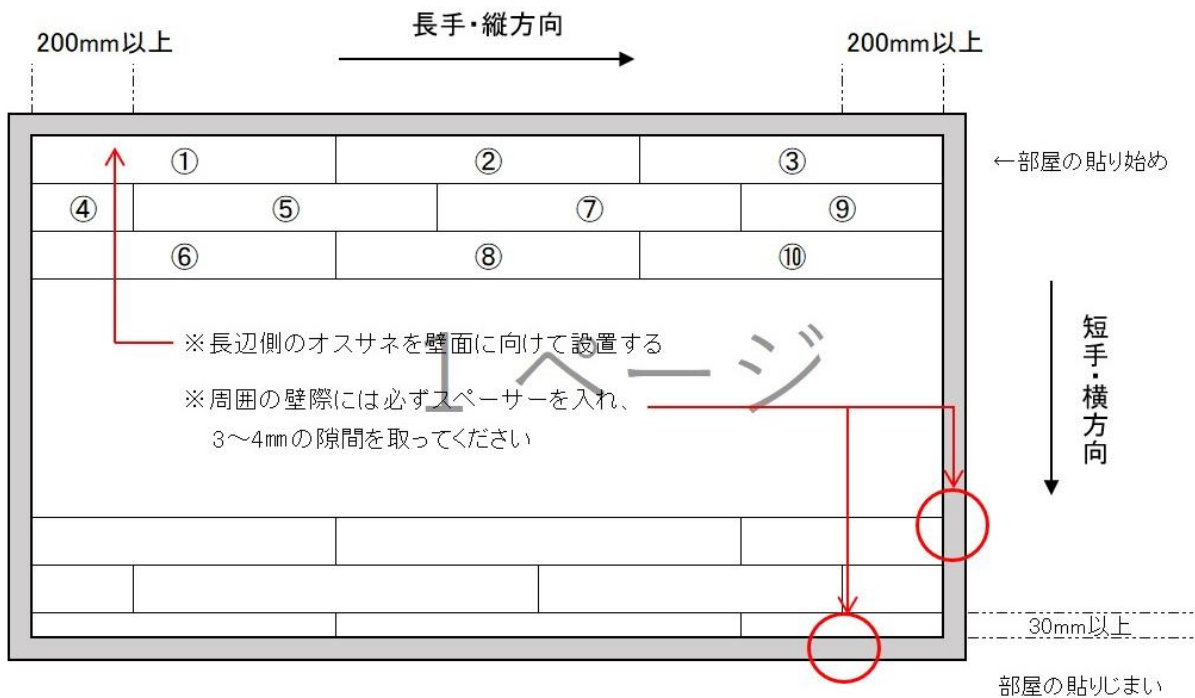 長手・縦方向
200mm以上
200mm以上
① ② ③
←部屋の貼り始め
④ ⑤ ⑦ ⑨
⑥ ⑧ ⑩
※長辺側のオスサネを壁面に向けて設置する
1ページ
※周囲の壁際には必ずスペーサーを入れ、
3～4㎜の隙間を取ってください
短手・横方向
30mm以上
部屋の貼りじまい